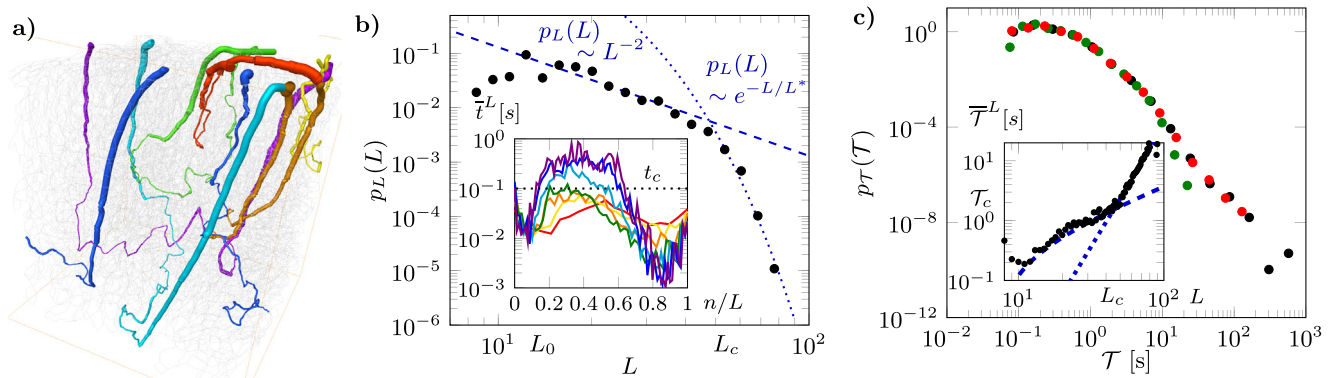 a)
b)
p_L(L)
10^{-1}
10^{-2}
10^{-3}
10^{-4}
10^{-5}
10^{-6}
p_L(L)
∼ L^{-2}
p_L(L)
∼ e^{-L/L^*}
\overline{t}^L[s]
10^0
10^{-1}
10^{-2}
10^{-3}
t_c
0 0.2 0.4 0.6 0.8 1
n/L
10^1 L_0 L_c 10^2
L
c)
p_𝒯(𝒯)
10^0
10^{-4}
10^{-8}
10^{-12}
\overline{𝒯}^L[s]
10^1
𝒯_c
10^0
10^{-1}
10^1 L_c 10^2 L
10^{-2} 10^{-1} 10^0 10^1 10^2 10^3
𝒯 [s]